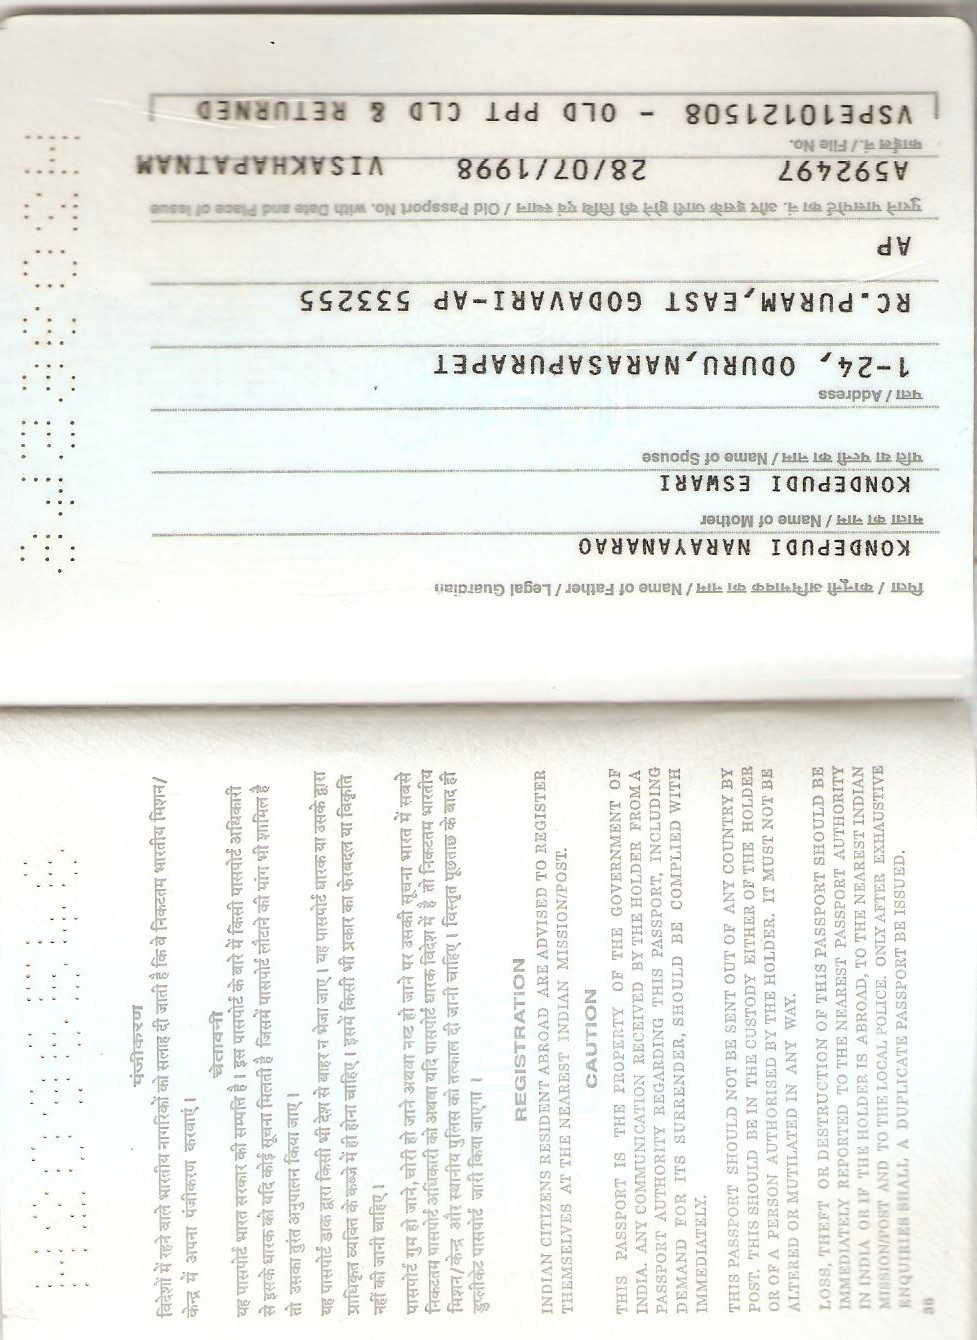 पिता / कानूनी अभिभावक का नाम / Name of Father / Legal Guardian
KONDEPUDI NARAYANARAO
माता का नाम / Name of Mother
KONDEPUDI ESWARI
पति या पत्नी का नाम / Name of Spouse
पता / Address
1-24, ODURU,NARASAPURAPET
RC.PURAM,EAST GODAVARI-AP 533255
AP
पुराने पासपोर्ट का नं. और इसके जारी होने की तिथि एवं स्थान / Old Passport No. with Date and Place of Issue
A592497 28/07/1998 VISAKHAPATNAM
फाईल नं. / File No.
VSPE10121508 - OLD PPT CLD & RETURNED
पंजीकरण
विदेशों में रहने वाले भारतीय नागरिकों को सलाह दी जाती है कि वे निकटतम भारतीय मिशन/
केन्द्र में अपना पंजीकरण करवाएं ।
चेतावनी
यह पासपोर्ट भारत सरकार की सम्पत्ति है । इस पासपोर्ट के बारे में किसी पासपोर्ट अधिकारी
से इसके धारक को यदि कोई सूचना मिलती है जिसमें पासपोर्ट लौटाने की मांग भी शामिल है
तो उसका तुरंत अनुपालन किया जाए ।
यह पासपोर्ट डाक द्वारा किसी भी देश से बाहर न भेजा जाए । यह पासपोर्ट धारक या उसके द्वारा
प्राधिकृत व्यक्ति के कब्जे में ही होना चाहिए । इसमें किसी भी प्रकार का फेरबदल या विकृति
नहीं की जानी चाहिए ।
पासपोर्ट गुम हो जाने, चोरी हो जाने अथवा नष्ट हो जाने पर उसकी सूचना भारत में सबसे
निकटतम पासपोर्ट अधिकारी को अथवा यदि पासपोर्ट धारक विदेश में है तो निकटतम भारतीय
मिशन/केन्द्र और स्थानीय पुलिस को तत्काल दी जानी चाहिए । विस्तृत पूछताछ के बाद ही
डुप्लीकेट पासपोर्ट जारी किया जाएगा ।
REGISTRATION
INDIAN CITIZENS RESIDENT ABROAD ARE ADVISED TO REGISTER
THEMSELVES AT THE NEAREST INDIAN MISSION/POST.
CAUTION
THIS PASSPORT IS THE PROPERTY OF THE GOVERNMENT OF
INDIA. ANY COMMUNICATION RECEIVED BY THE HOLDER FROM A
PASSPORT AUTHORITY REGARDING THIS PASSPORT, INCLUDING
DEMAND FOR ITS SURRENDER, SHOULD BE COMPLIED WITH
IMMEDIATELY.
THIS PASSPORT SHOULD NOT BE SENT OUT OF ANY COUNTRY BY
POST. THIS SHOULD BE IN THE CUSTODY EITHER OF THE HOLDER
OR OF A PERSON AUTHORISED BY THE HOLDER. IT MUST NOT BE
ALTERED OR MUTILATED IN ANY WAY.
LOSS, THEFT OR DESTRUCTION OF THIS PASSPORT SHOULD BE
IMMEDIATELY REPORTED TO THE NEAREST PASSPORT AUTHORITY
IN INDIA OR IF THE HOLDER IS ABROAD, TO THE NEAREST INDIAN
MISSION/POST AND TO THE LOCAL POLICE. ONLY AFTER EXHAUSTIVE
ENQUIRIES SHALL A DUPLICATE PASSPORT BE ISSUED.
36